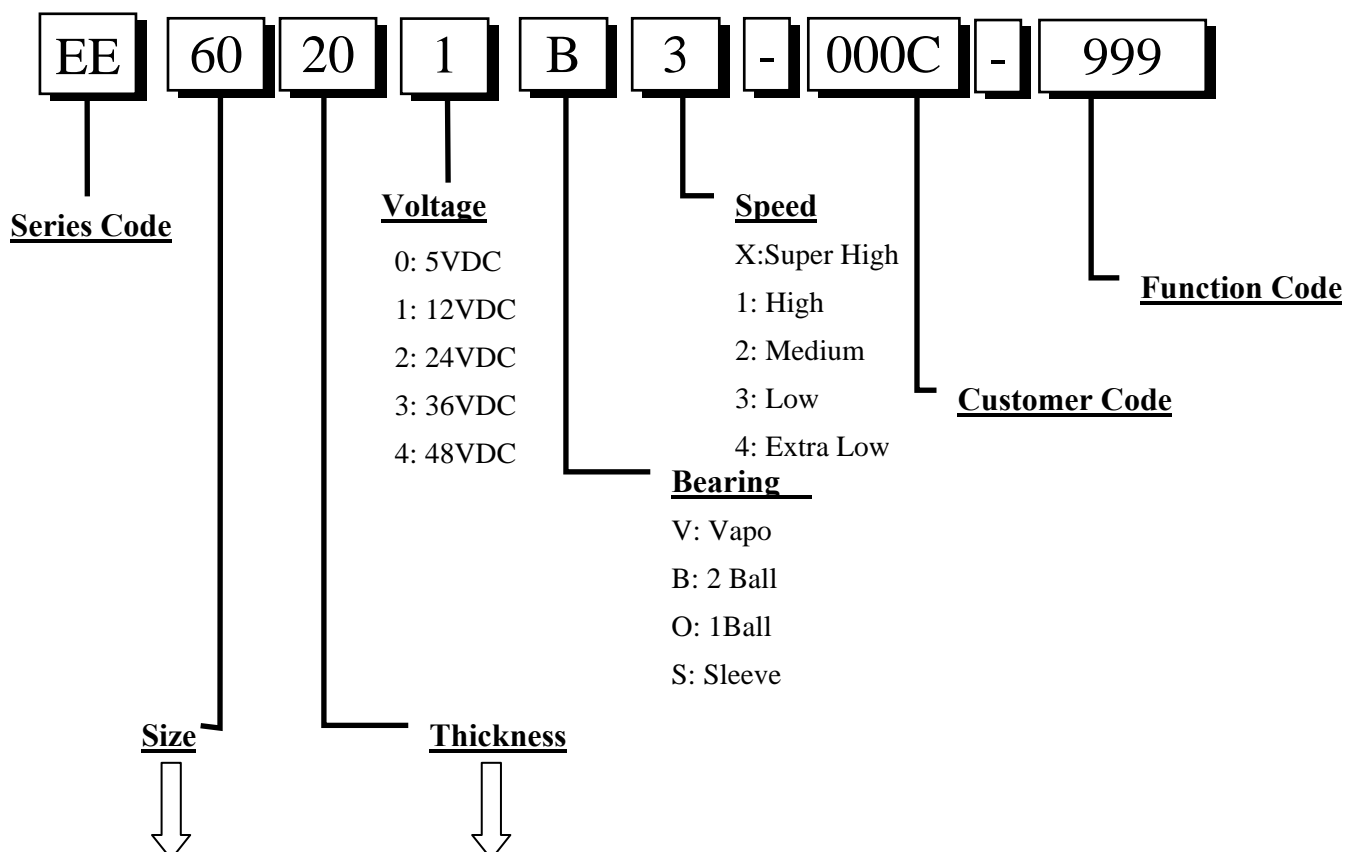 EE 60 20 1 B 3 - 000C - 999
Series Code
Voltage
0: 5VDC
1: 12VDC
2: 24VDC
3: 36VDC
4: 48VDC
Speed
X:Super High
1: High
2: Medium
3: Low
4: Extra Low
Function Code
Customer Code
Bearing
V: Vapo
B: 2 Ball
O: 1Ball
S: Sleeve
Size
Thickness